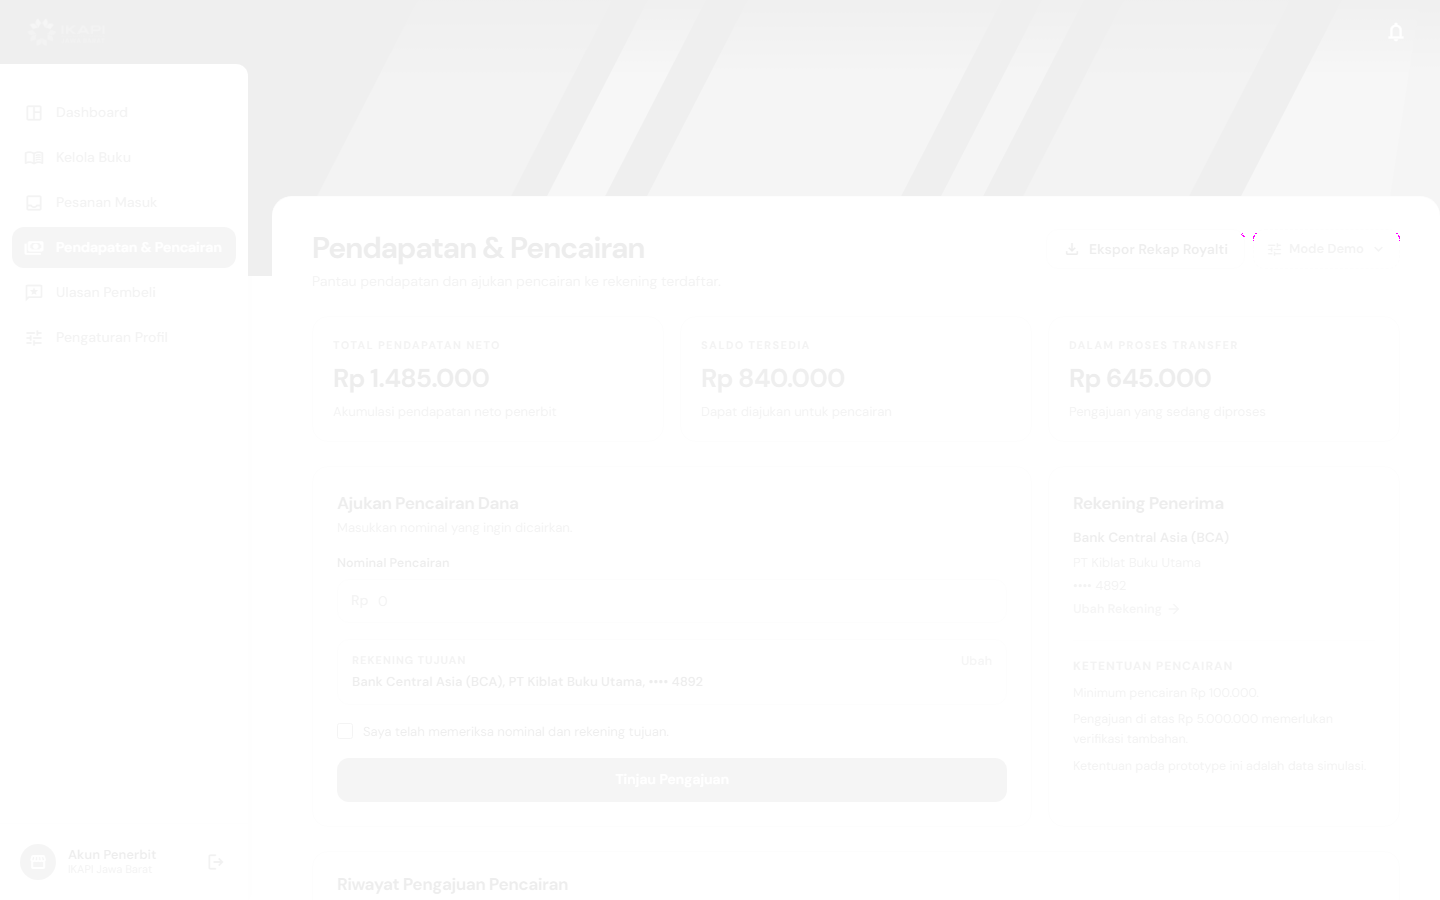 IKAPI
Dashboard
Kelola Buku
Pesanan Masuk
Pendapatan & Pencairan
Ulasan Pembeli
Pengaturan Profil
Akun Penerbit
IKAPI Jawa Barat
Pendapatan & Pencairan
Pantau pendapatan dan ajukan pencairan ke rekening terdaftar.
Ekspor Rekap Royalti
Mode Demo
TOTAL PENDAPATAN NETO
Rp 1.485.000
Akumulasi pendapatan neto penerbit
SALDO TERSEDIA
Rp 840.000
Dapat diajukan untuk pencairan
DALAM PROSES TRANSFER
Rp 645.000
Pengajuan yang sedang diproses
Ajukan Pencairan Dana
Masukkan nominal yang ingin dicairkan.
Nominal Pencairan
Rp 0
REKENING TUJUAN
Ubah
Bank Central Asia (BCA), PT Kiblat Buku Utama, •••• 4892
Saya telah memeriksa nominal dan rekening tujuan.
Tinjau Pengajuan
Rekening Penerima
Bank Central Asia (BCA)
PT Kiblat Buku Utama
•••• 4892
Ubah Rekening →
KETENTUAN PENCAIRAN
Minimum pencairan Rp 100.000.
Pengajuan di atas Rp 5.000.000 memerlukan
verifikasi tambahan.
Ketentuan pada prototype ini adalah data simulasi.
Riwayat Pengajuan Pencairan